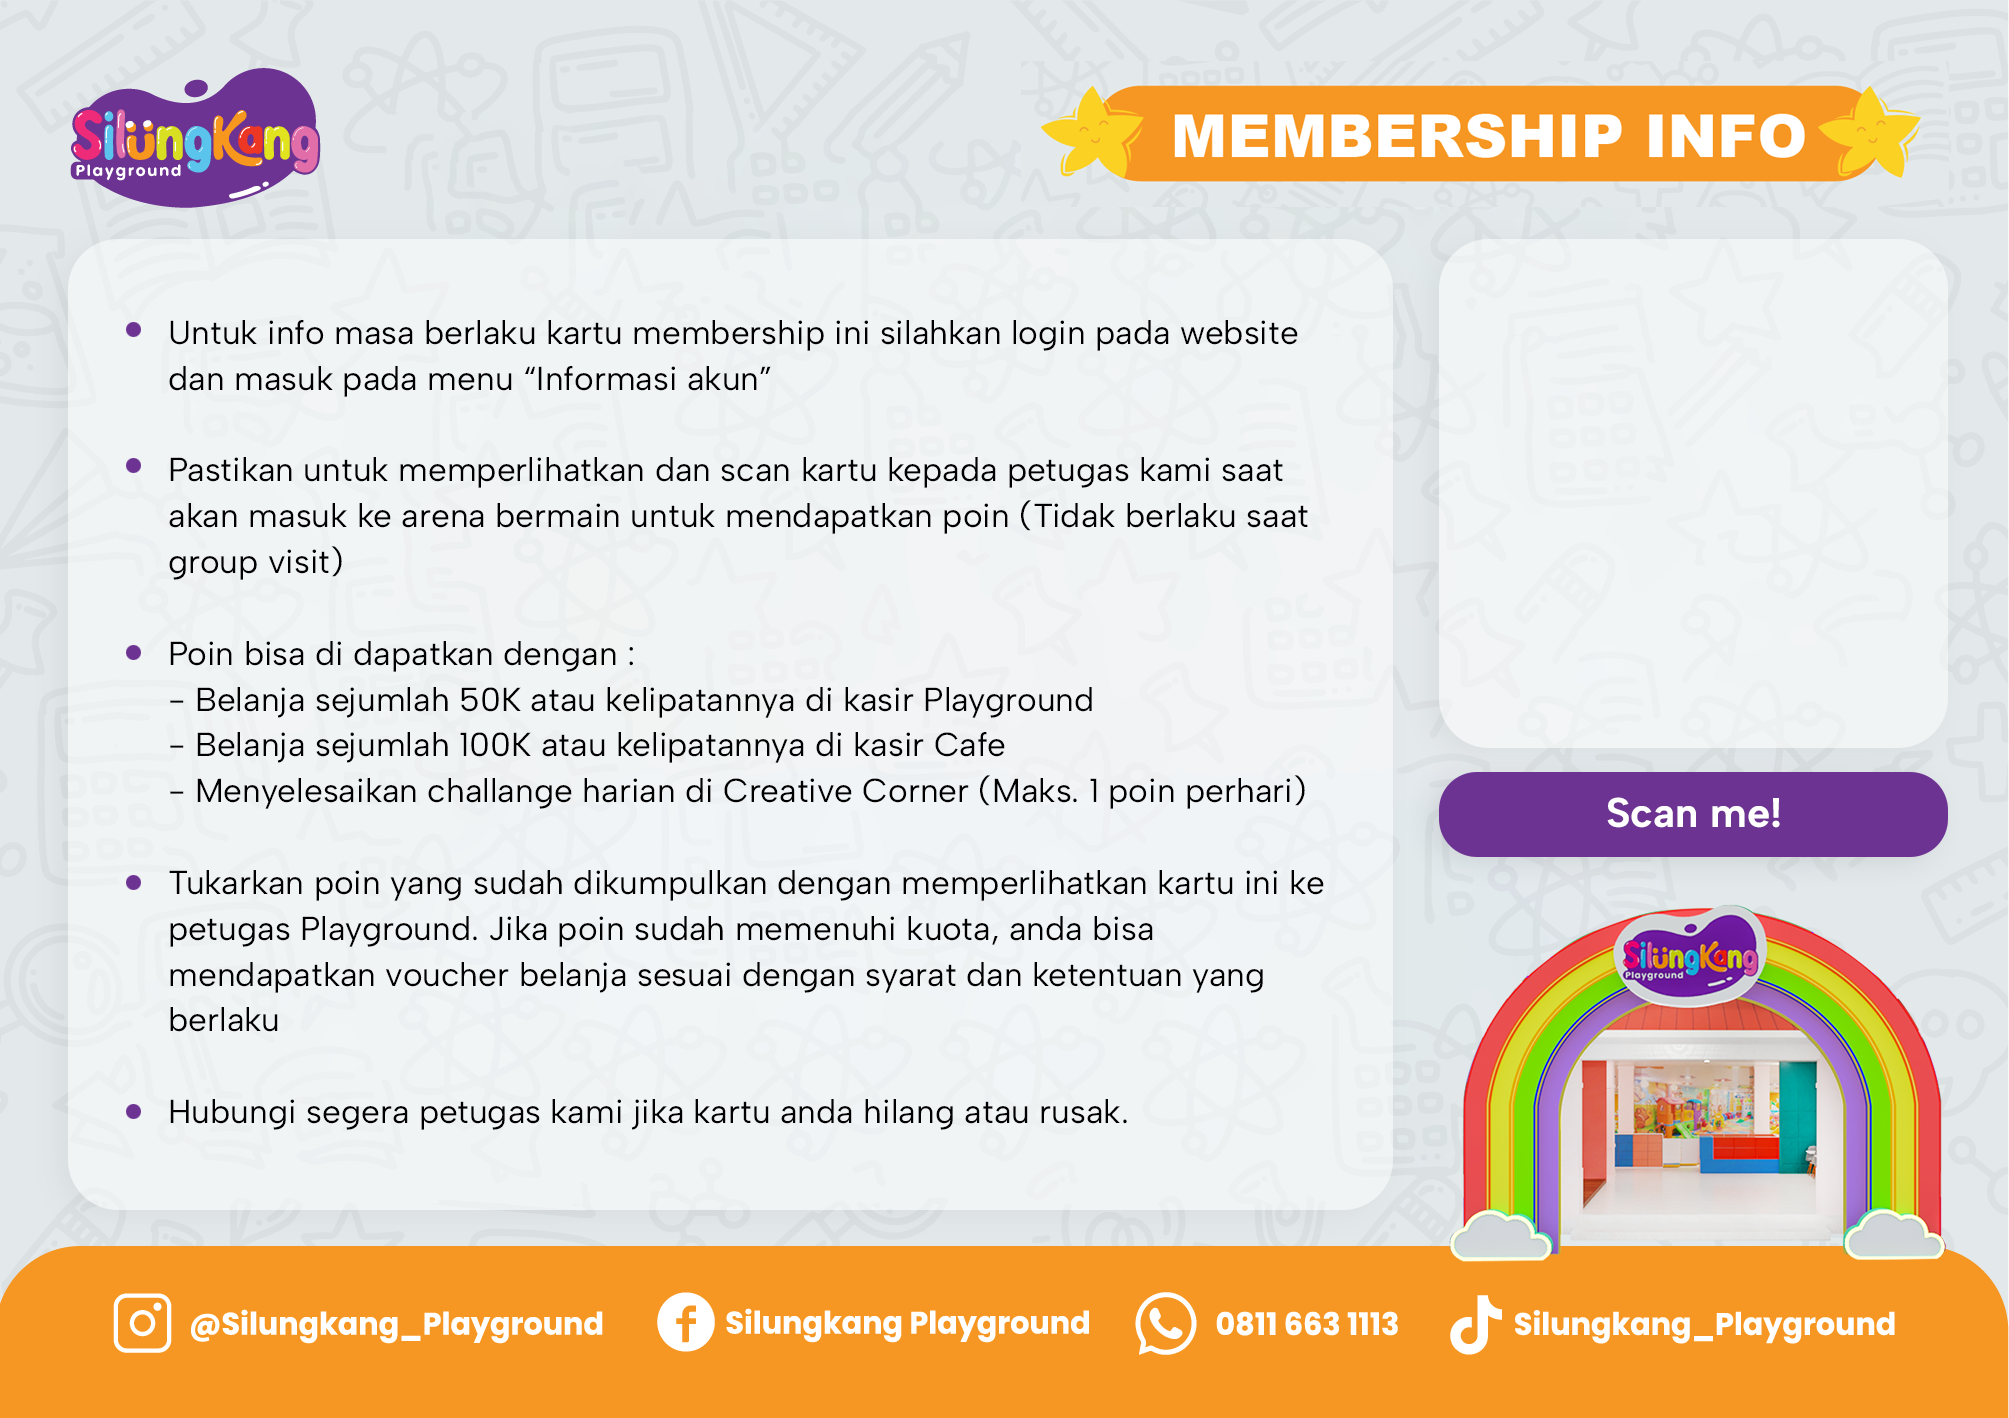 Silungkang
Playground
MEMBERSHIP INFO
Untuk info masa berlaku kartu membership ini silahkan login pada website
dan masuk pada menu “Informasi akun”
Pastikan untuk memperlihatkan dan scan kartu kepada petugas kami saat
akan masuk ke arena bermain untuk mendapatkan poin (Tidak berlaku saat
group visit)
Poin bisa di dapatkan dengan :
- Belanja sejumlah 50K atau kelipatannya di kasir Playground
- Belanja sejumlah 100K atau kelipatannya di kasir Cafe
- Menyelesaikan challange harian di Creative Corner (Maks. 1 poin perhari)
Tukarkan poin yang sudah dikumpulkan dengan memperlihatkan kartu ini ke
petugas Playground. Jika poin sudah memenuhi kuota, anda bisa
mendapatkan voucher belanja sesuai dengan syarat dan ketentuan yang
berlaku
Hubungi segera petugas kami jika kartu anda hilang atau rusak.
Scan me!
Silungkang
Playground
@Silungkang_Playground
Silungkang Playground
0811 663 1113
Silungkang_Playground